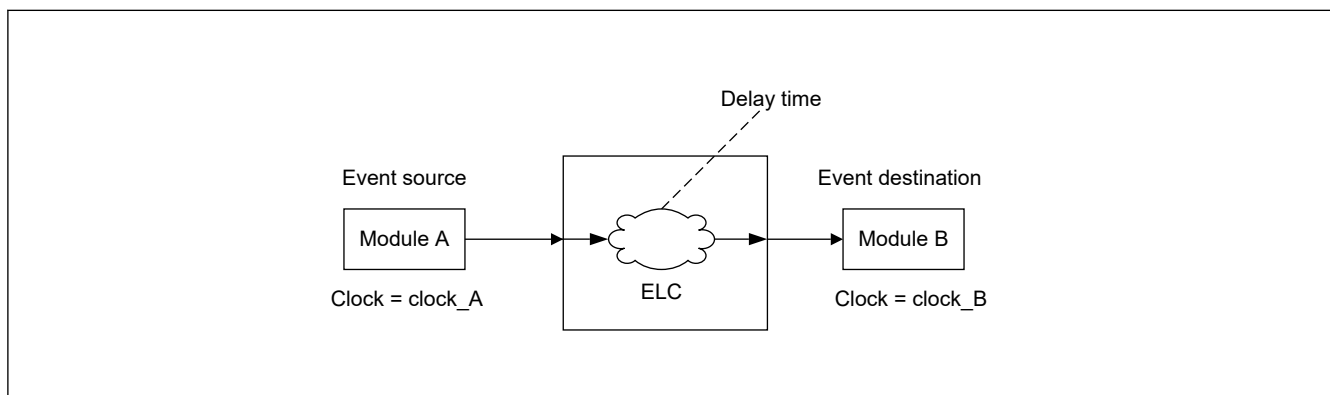 Delay time
Event source
Event destination
Module A
Module B
ELC
Clock = clock_A
Clock = clock_B